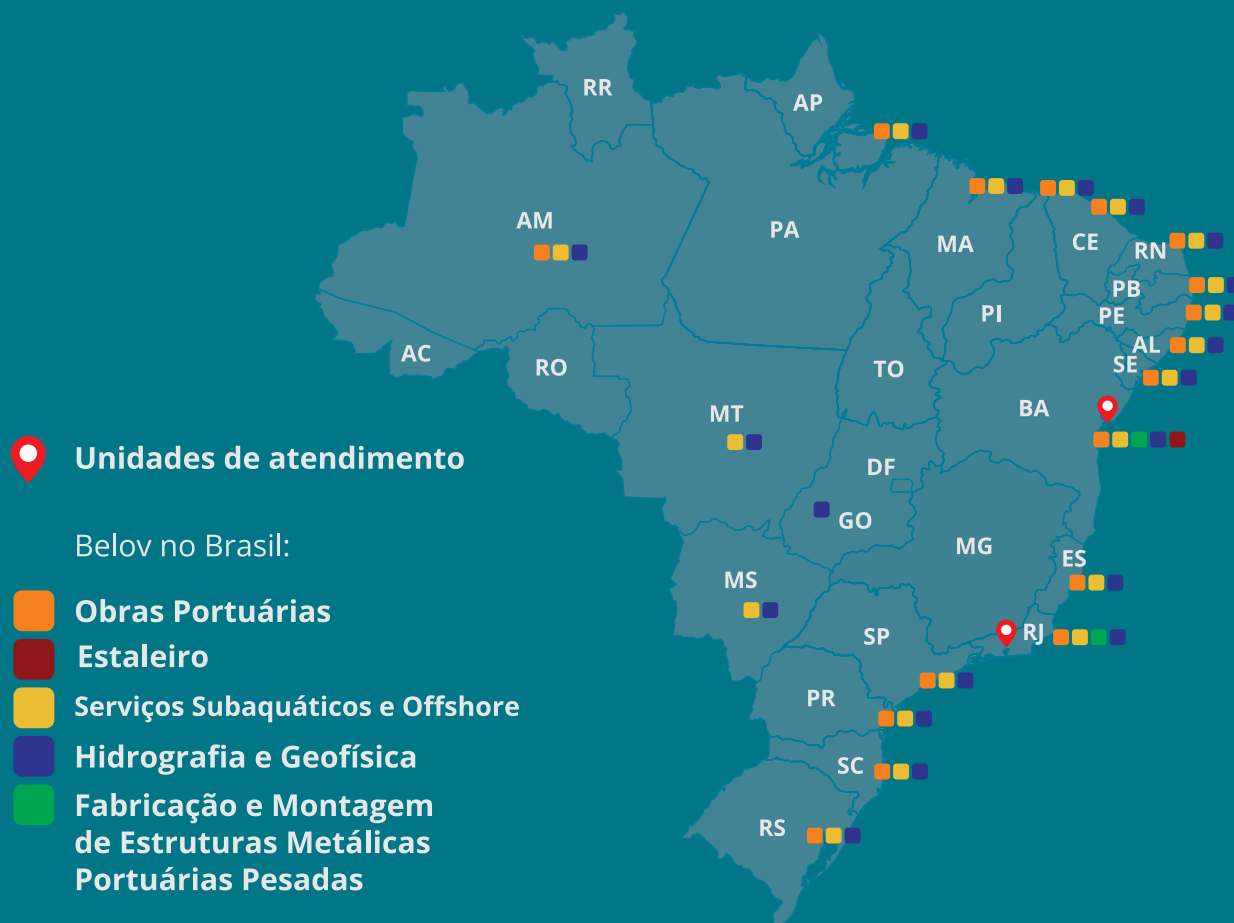 RR
AP
AM
PA
MA
CE
RN
PB
PE
PI
AL
SE
AC
RO
TO
MT
BA
DF
GO
MG
ES
MS
SP
RJ
PR
SC
RS
Unidades de atendimento
Belov no Brasil:
Obras Portuárias
Estaleiro
Serviços Subaquáticos e Offshore
Hidrografia e Geofísica
Fabricação e Montagem
de Estruturas Metálicas
Portuárias Pesadas